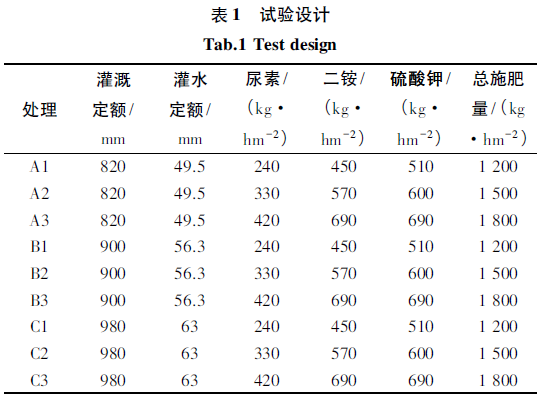 表 1 试验设计
Tab.1 Test design
处理 灌溉定额/mm 灌水定额/mm 尿素/(kg·hm−2) 二铵/(kg·hm−2) 硫酸钾/(kg·hm−2) 总施肥量/(kg·hm−2)
A1 820 49.5 240 450 510 1 200
A2 820 49.5 330 570 600 1 500
A3 820 49.5 420 690 690 1 800
B1 900 56.3 240 450 510 1 200
B2 900 56.3 330 570 600 1 500
B3 900 56.3 420 690 690 1 800
C1 980 63 240 450 510 1 200
C2 980 63 330 570 600 1 500
C3 980 63 420 690 690 1 800